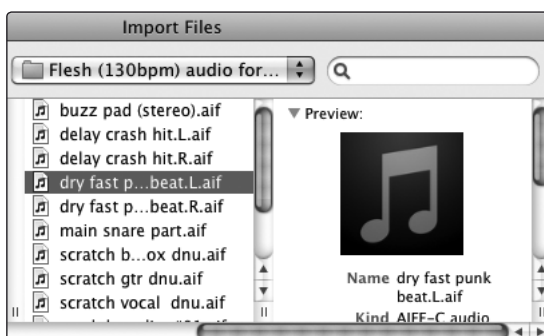 Import Files
Flesh (130bpm) audio for...
buzz pad (stereo).aif
delay crash hit.L.aif
delay crash hit.R.aif
dry fast p...beat.L.aif
dry fast p...beat.R.aif
main snare part.aif
scratch b...ox dnu.aif
scratch gtr dnu.aif
scratch vocal dnu.aif
Preview:
Name dry fast punk
beat.L.aif
Kind AIFF-C audio